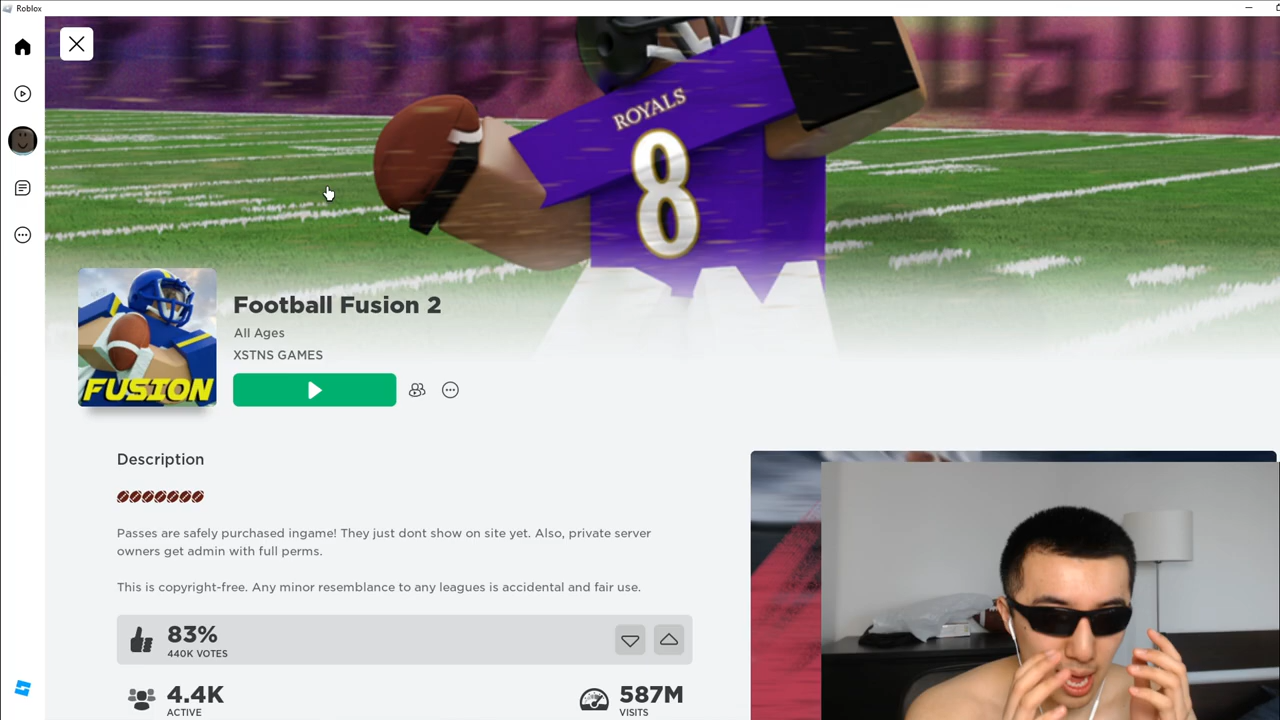 Roblox
ROYALS
8
FUSION
Football Fusion 2
All Ages
XSTNS GAMES
Description
Passes are safely purchased ingame! They just dont show on site yet. Also, private server
owners get admin with full perms.
This is copyright-free. Any minor resemblance to any leagues is accidental and fair use.
83%
440K VOTES
4.4K
ACTIVE
587M
VISITS